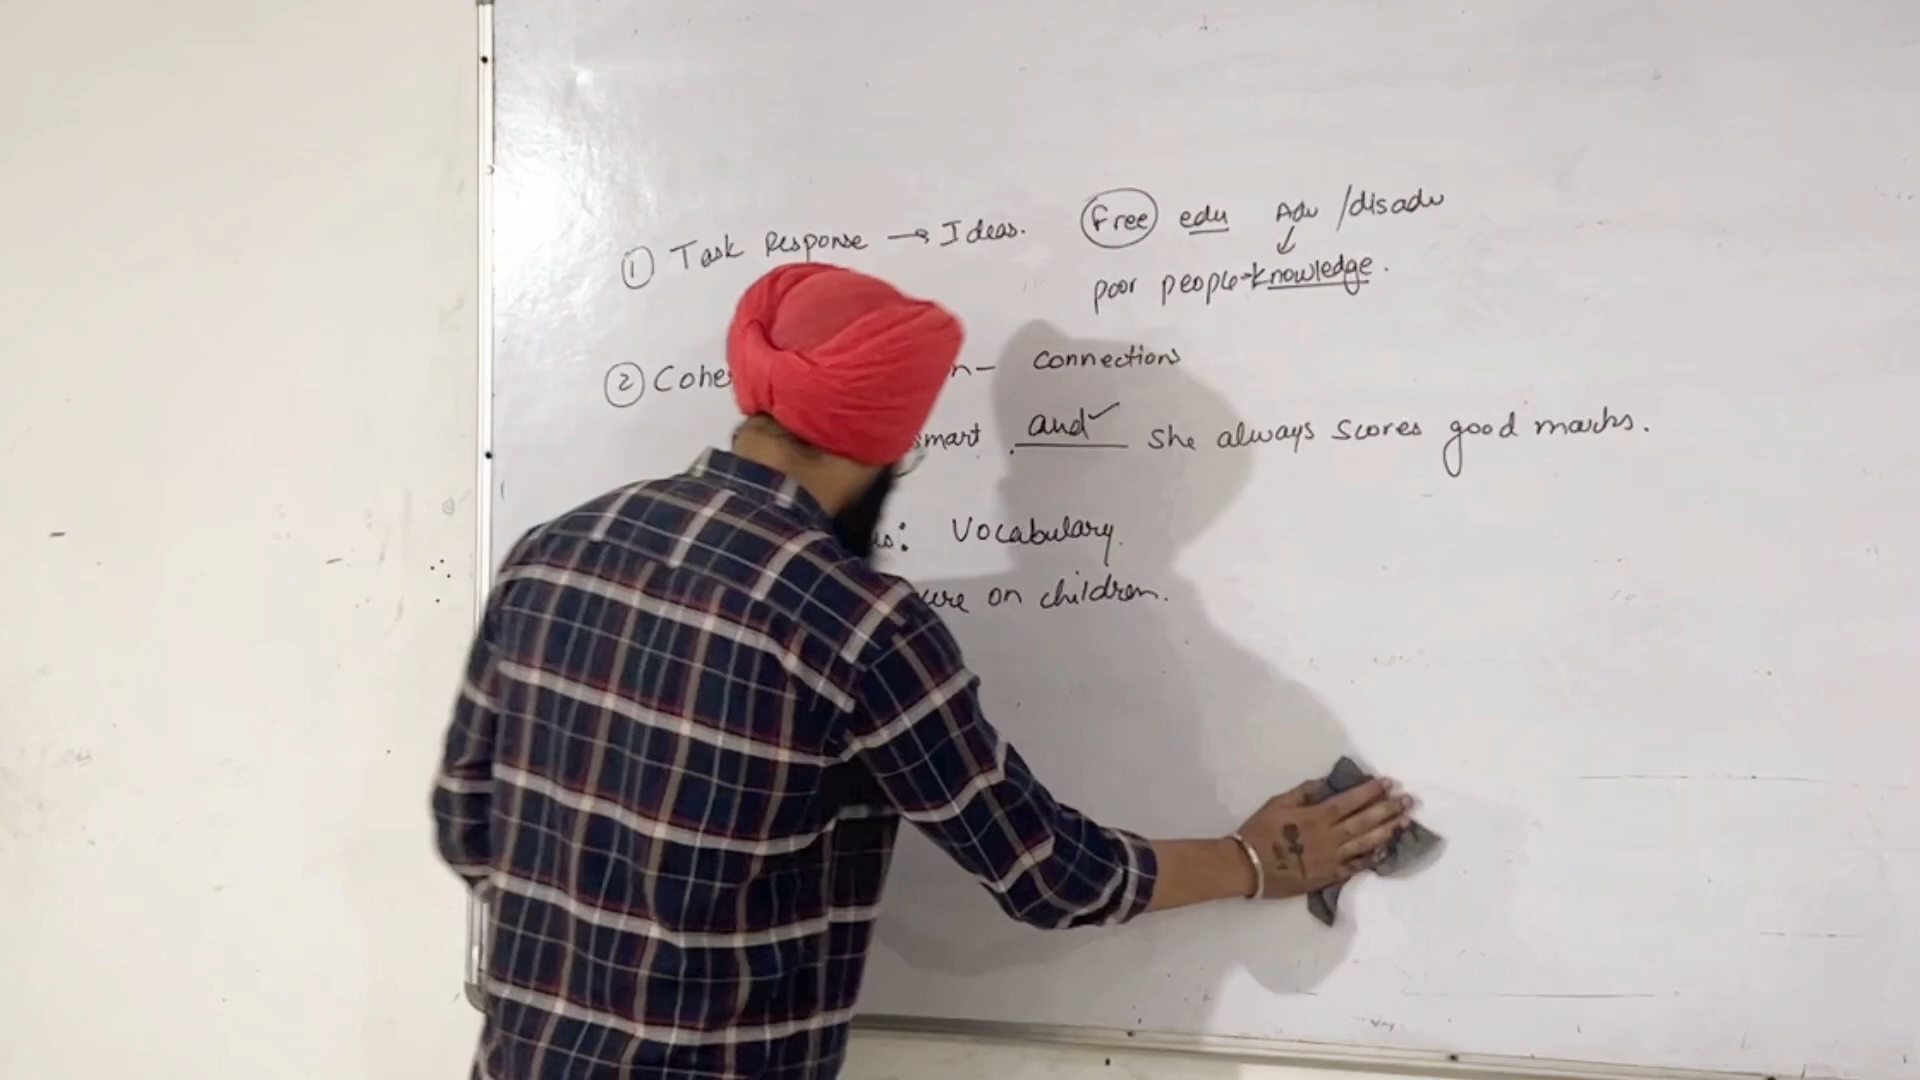 ① Task Response → Ideas. Free edu Adv /disadv
poor people → knowledge.
② Cohe n - Connections
smart and✓ she always scores good marks.
: Vocabulary.
ure on children.